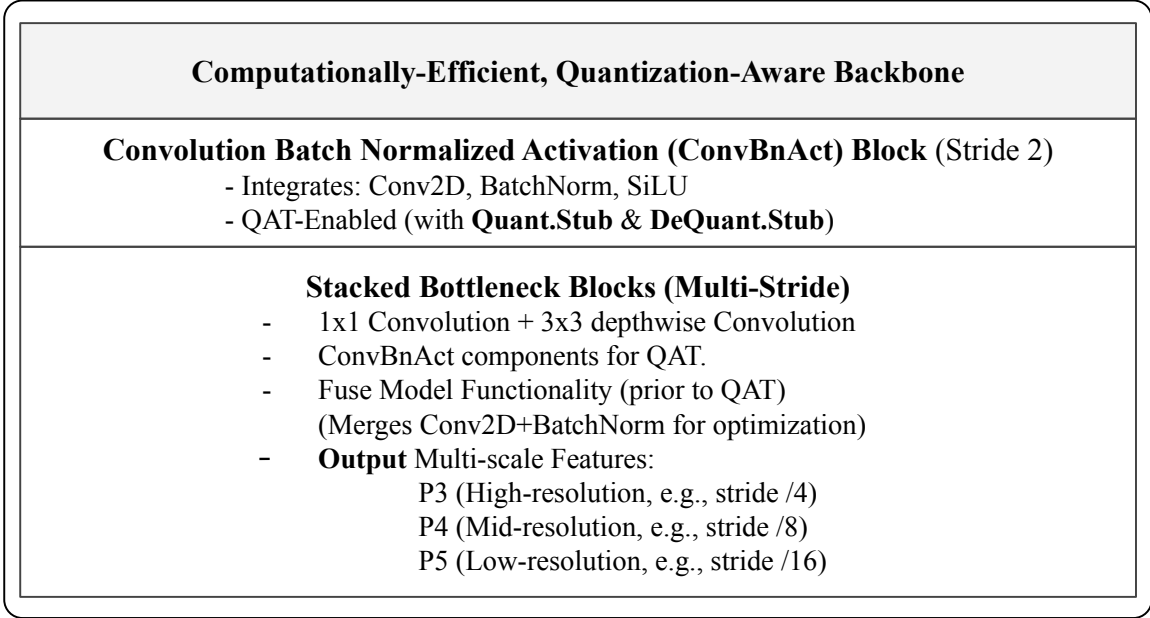 Computationally-Efficient, Quantization-Aware Backbone
Convolution Batch Normalized Activation (ConvBnAct) Block (Stride 2)
- Integrates: Conv2D, BatchNorm, SiLU
- QAT-Enabled (with Quant.Stub & DeQuant.Stub)
Stacked Bottleneck Blocks (Multi-Stride)
- 1x1 Convolution + 3x3 depthwise Convolution
- ConvBnAct components for QAT.
- Fuse Model Functionality (prior to QAT)
(Merges Conv2D+BatchNorm for optimization)
- Output Multi-scale Features:
P3 (High-resolution, e.g., stride /4)
P4 (Mid-resolution, e.g., stride /8)
P5 (Low-resolution, e.g., stride /16)